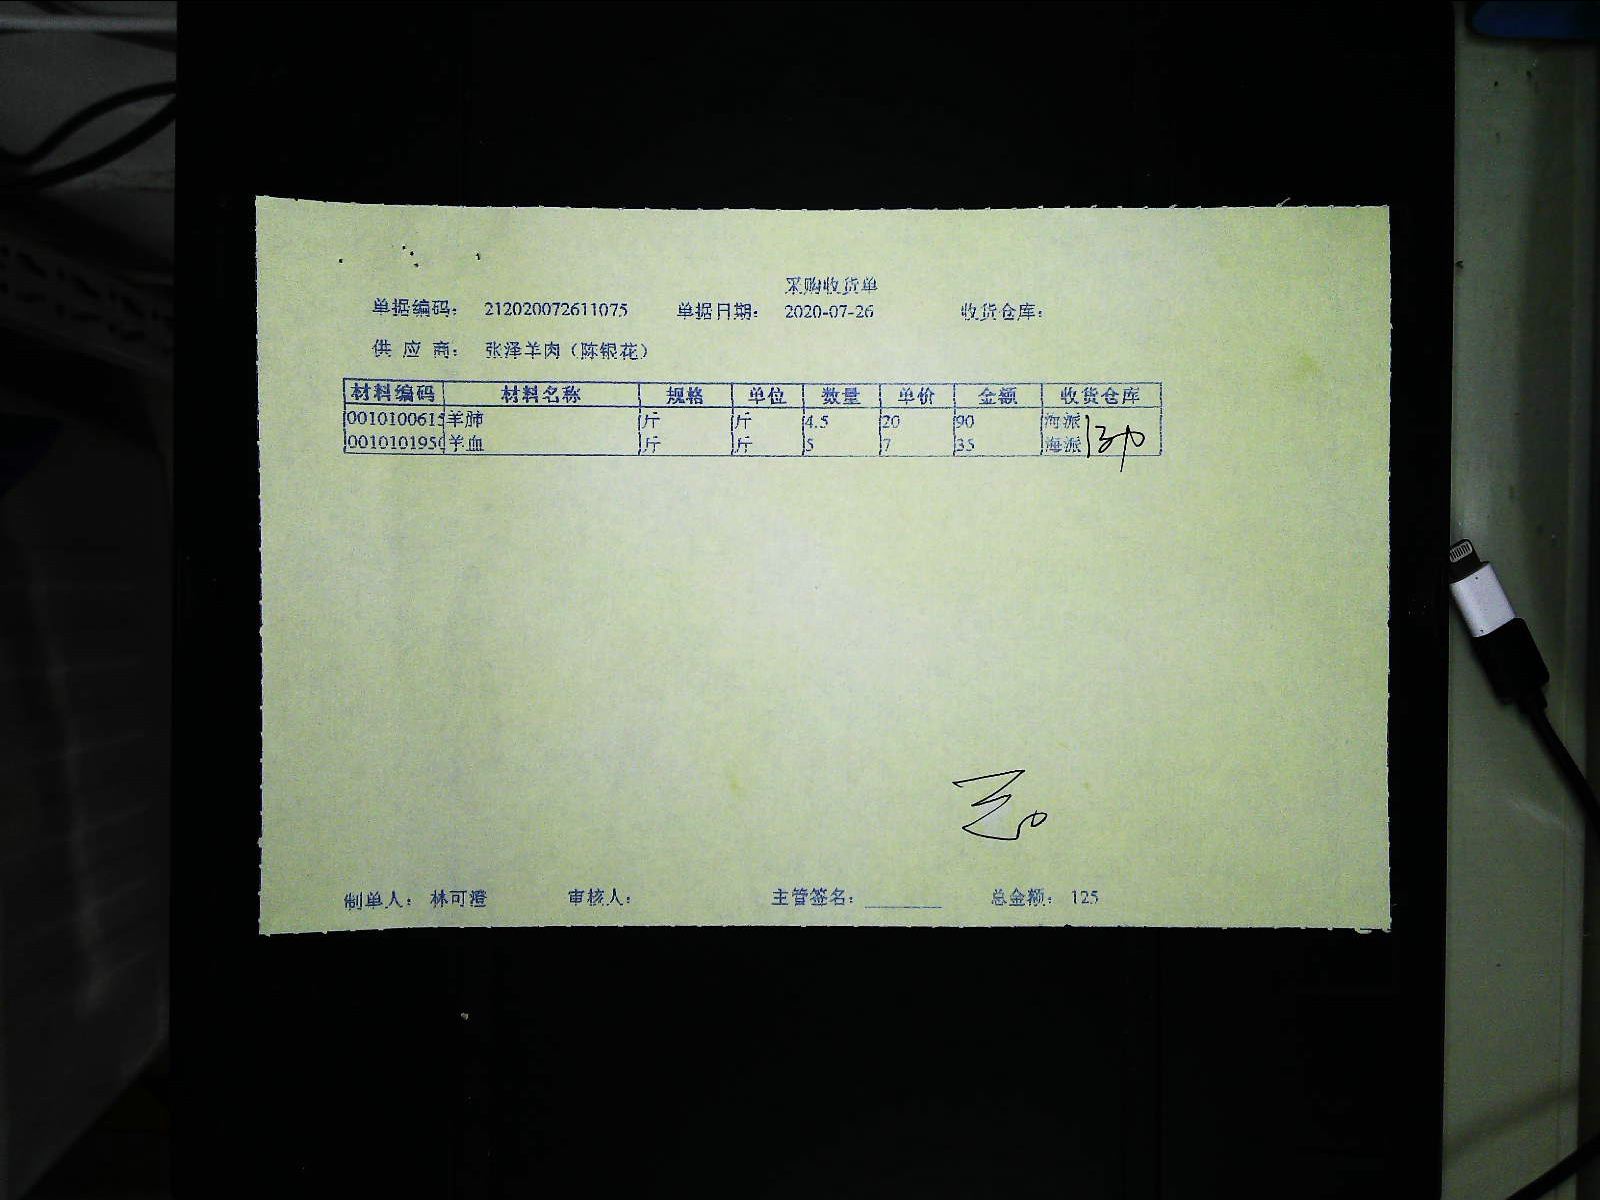 采购收货单
单据编码： 212020072611075 单据日期： 2020-07-26 收货仓库：
供 应 商： 张泽羊肉（陈银花）
材料编码 材料名称 规格 单位 数量 单价 金额 收货仓库
0010100615 羊肺 斤 斤 4.5 20 90 海派
0010101950 羊血 斤 斤 5 7 35 海派
制单人： 林可澄 审核人： 主管签名： 总金额： 125